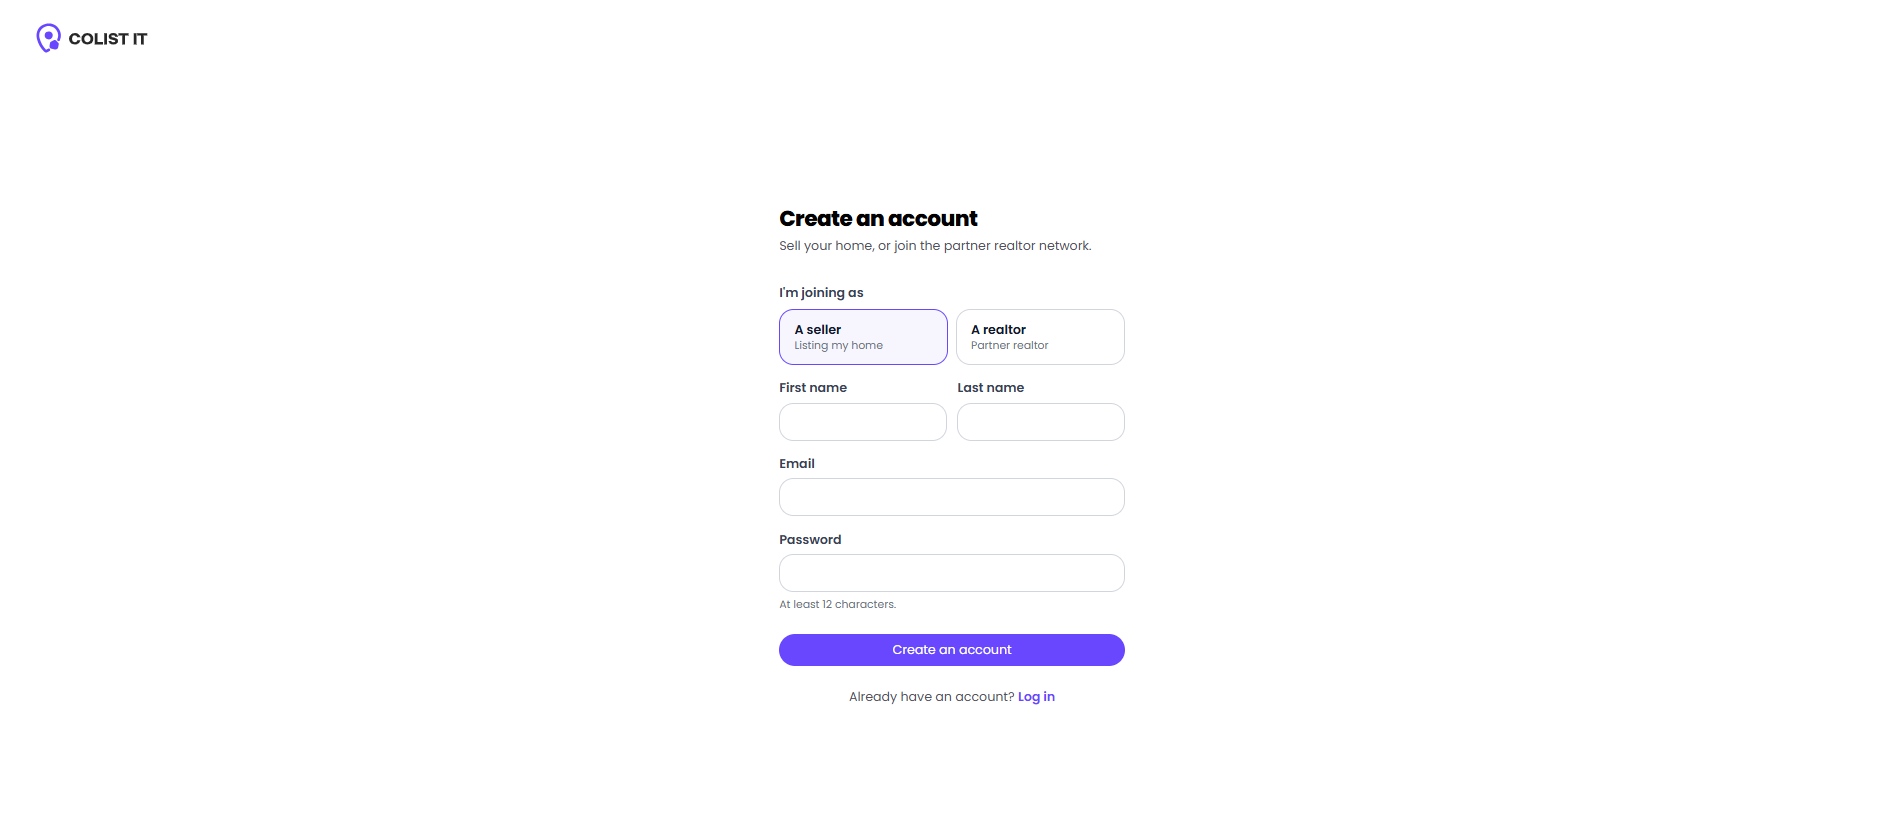 COLIST IT
Create an account
Sell your home, or join the partner realtor network.
I'm joining as
A seller
Listing my home
A realtor
Partner realtor
First name
Last name
Email
Password
At least 12 characters.
Create an account
Already have an account? Log in